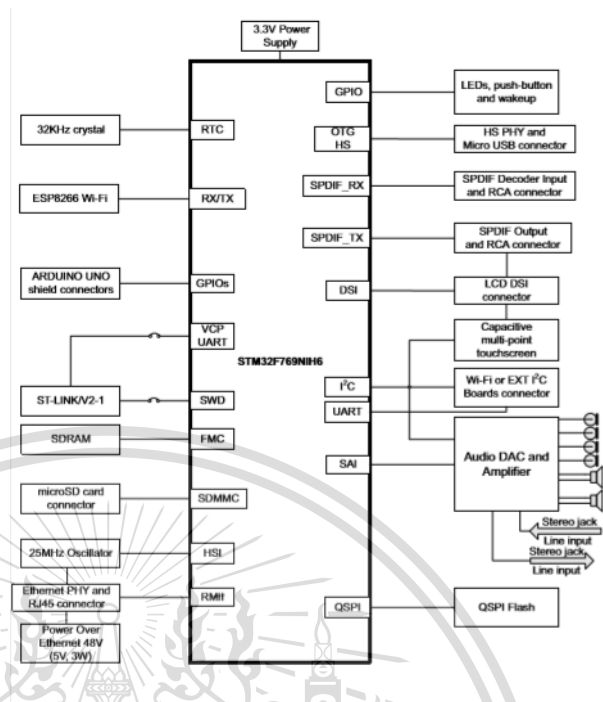 3.3V Power
Supply
GPIO
LEDs, push-button
and wakeup
32KHz crystal
RTC
OTG
HS
HS PHY and
Micro USB connector
ESP8266 Wi-Fi
RX/TX
SPDIF_RX
SPDIF Decoder Input
and RCA connector
SPDIF_TX
SPDIF Output
and RCA connector
ARDUINO UNO
shield connectors
GPIOs
DSI
LCD DSI
connector
VCP
UART
Capacitive
multi-point
touchscreen
STM32F769NIH6
ST-LINK/V2-1
SWD
I²C
UART
Wi-Fi or EXT I²C
Boards connector
SDRAM
FMC
SAI
Audio DAC and
Amplifier
microSD card
connector
SDMMC
Stereo jack
Line input
Stereo jack
Line input
25MHz Oscillator
HSI
Ethernet PHY and
RJ45 connector
RMII
QSPI
QSPI Flash
Power Over
Ethernet 48V
(5V, 3W)